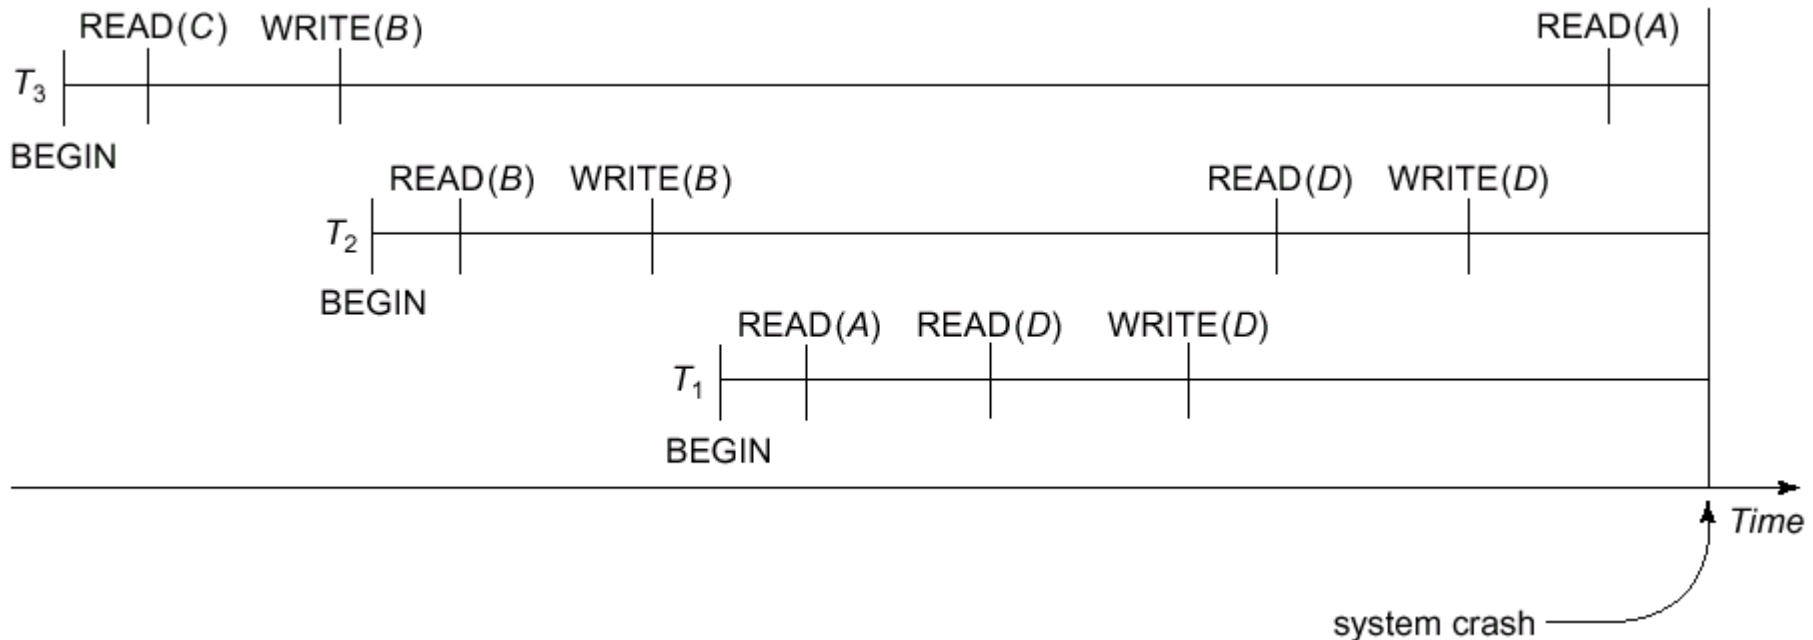 READ(C) WRITE(B) READ(A)
T3
BEGIN
READ(B) WRITE(B) READ(D) WRITE(D)
T2
BEGIN
READ(A) READ(D) WRITE(D)
T1
BEGIN
Time
system crash